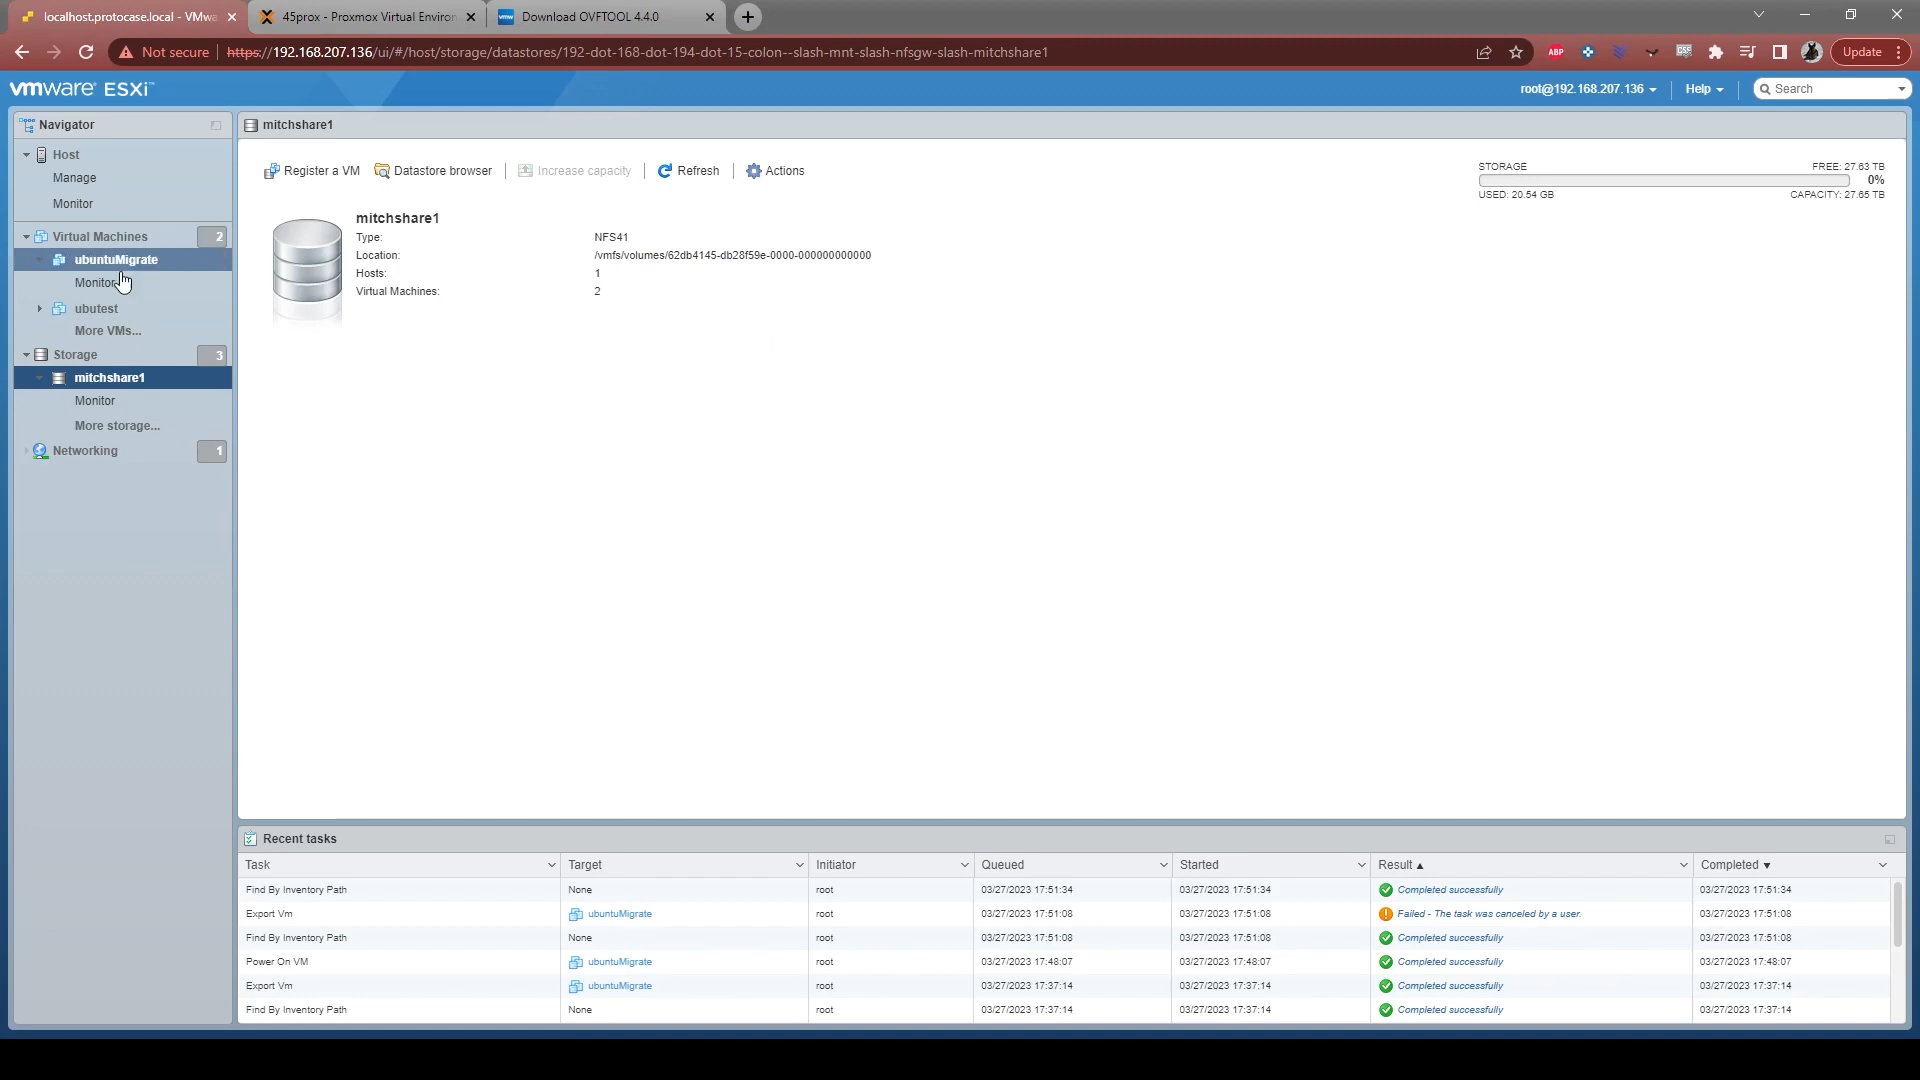 localhost.protocase.local - VMwa
45prox - Proxmox Virtual Environ
Download OVFTOOL 4.4.0
Not secure
https://192.168.207.136/ui/#/host/storage/datastores/192-dot-168-dot-194-dot-15-colon--slash-mnt-slash-nfsgw-slash-mitchshare1
ABP
Update
vmware ESXi
root@192.168.207.136
Help
Search
Navigator
Host
Manage
Monitor
Virtual Machines 2
ubuntuMigrate
Monitor
ubutest
More VMs...
Storage 3
mitchshare1
Monitor
More storage...
Networking 1
mitchshare1
Register a VM
Datastore browser
Increase capacity
Refresh
Actions
STORAGE FREE: 27.63 TB
0%
USED: 20.54 GB CAPACITY: 27.65 TB
mitchshare1
Type: NFS41
Location: /vmfs/volumes/62db4145-db28f59e-0000-000000000000
Hosts: 1
Virtual Machines: 2
Recent tasks
Task Target Initiator Queued Started Result Completed
Find By Inventory Path None root 03/27/2023 17:51:34 03/27/2023 17:51:34 Completed successfully 03/27/2023 17:51:34
Export Vm ubuntuMigrate root 03/27/2023 17:51:08 03/27/2023 17:51:08 Failed - The task was canceled by a user. 03/27/2023 17:51:08
Find By Inventory Path None root 03/27/2023 17:51:08 03/27/2023 17:51:08 Completed successfully 03/27/2023 17:51:08
Power On VM ubuntuMigrate root 03/27/2023 17:48:07 03/27/2023 17:48:07 Completed successfully 03/27/2023 17:48:07
Export Vm ubuntuMigrate root 03/27/2023 17:37:14 03/27/2023 17:37:14 Completed successfully 03/27/2023 17:37:14
Find By Inventory Path None root 03/27/2023 17:37:14 03/27/2023 17:37:14 Completed successfully 03/27/2023 17:37:14